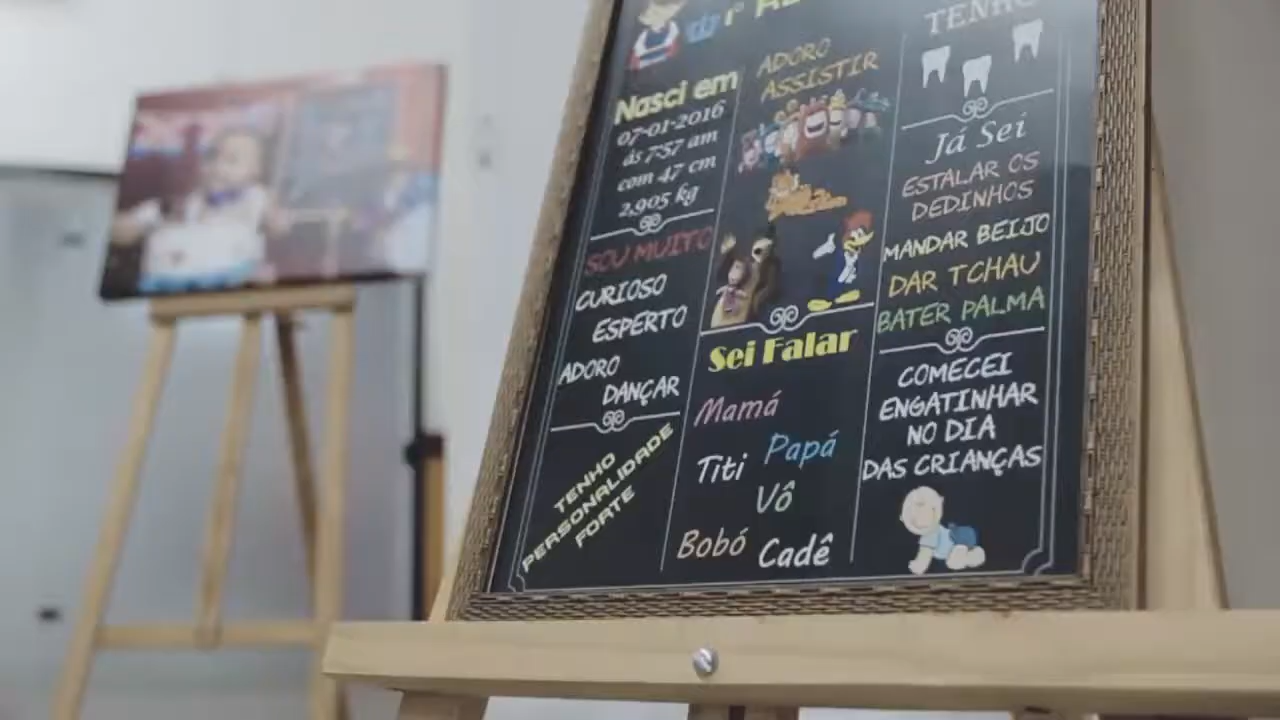 Nasci em
07-01-2016
ás 7:57 am
com 47 cm
2,905 kg
SOU MUITO
CURIOSO
ESPERTO
ADORO
DANÇAR
TENHO
PERSONALIDADE
FORTE
ADORO
ASSISTIR
Sei Falar
Mamá
Papá
Titi
Vô
Bobó
Cadê
TENHO
Já Sei
ESTALAR OS
DEDINHOS
MANDAR BEIJO
DAR TCHAU
BATER PALMA
COMECEI
ENGATINHAR
NO DIA
DAS CRIANÇAS